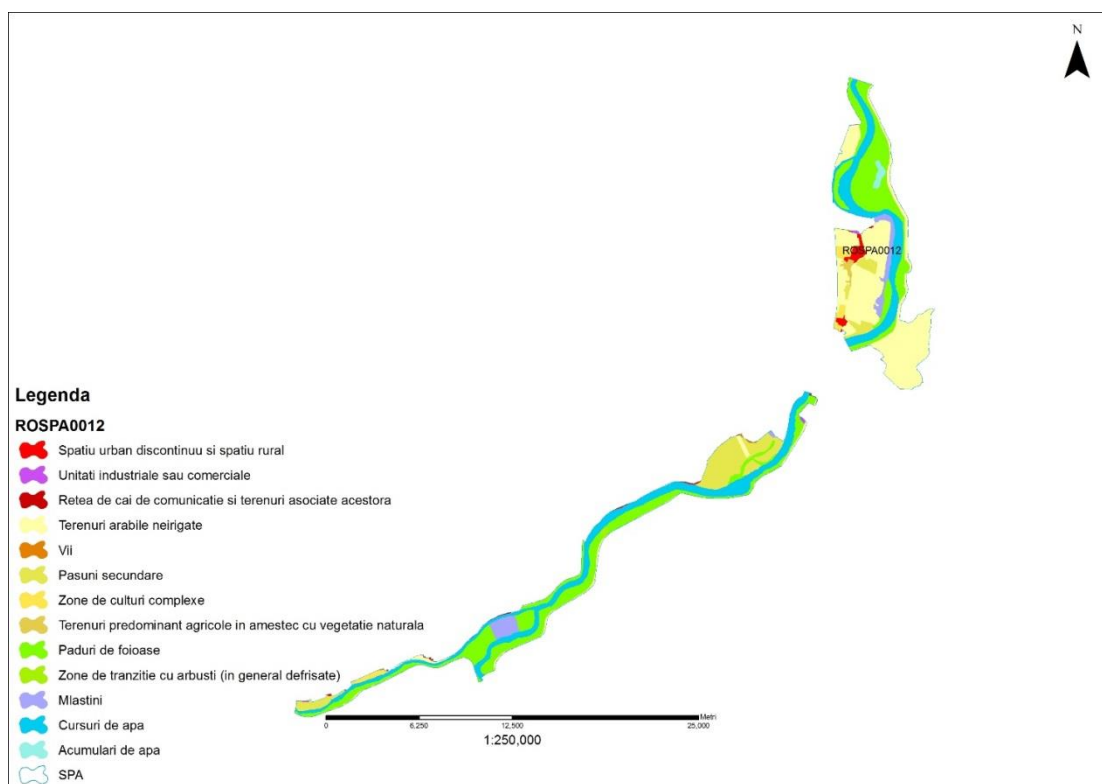 N
ROSPA0012
Legenda
ROSPA0012
Spatiu urban discontinuu si spatiu rural
Unitati industriale sau comerciale
Retea de cai de comunicatie si terenuri asociate acestora
Terenuri arabile neirigate
Vii
Pasuni secundare
Zone de culturi complexe
Terenuri predominant agricole in amestec cu vegetatie naturala
Paduri de foioase
Zone de tranzitie cu arbusti (in general defrisate)
Mlastini
Cursuri de apa
Acumulari de apa
SPA
Metri
0 6,250 12,500 25,000
1:250,000